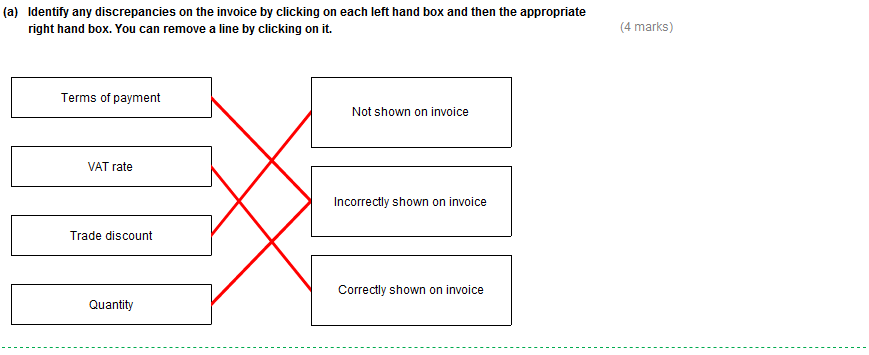 (a) Identify any discrepancies on the invoice by clicking on each left hand box and then the appropriate
right hand box. You can remove a line by clicking on it.
(4 marks)
Terms of payment
Not shown on invoice
VAT rate
Incorrectly shown on invoice
Trade discount
Correctly shown on invoice
Quantity